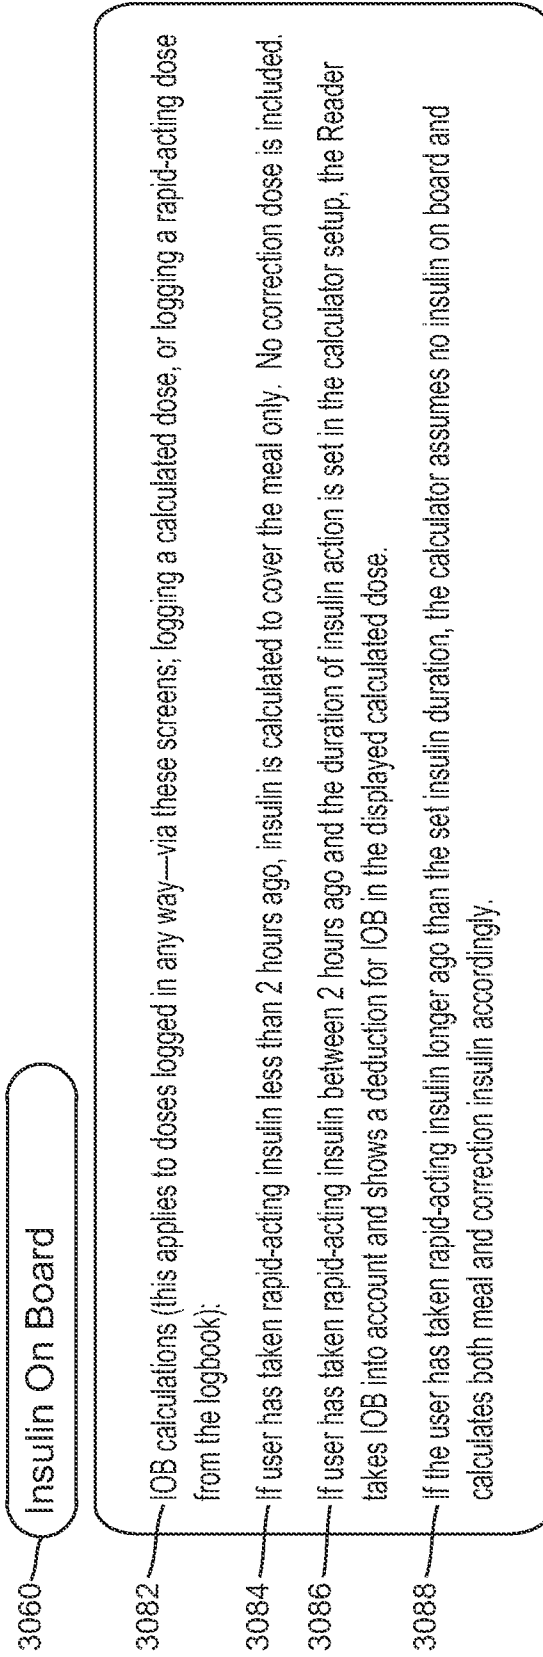 3060
Insulin On Board
3082
IOB calculations (this applies to doses logged in any way—via these screens; logging a calculated dose, or logging a rapid-acting dose
from the logbook):
3084
If user has taken rapid-acting insulin less than 2 hours ago, insulin is calculated to cover the meal only. No correction dose is included.
3086
If user has taken rapid-acting insulin between 2 hours ago and the duration of insulin action is set in the calculator setup, the Reader
takes IOB into account and shows a deduction for IOB in the displayed calculated dose.
3088
If the user has taken rapid-acting insulin longer ago than the set insulin duration, the calculator assumes no insulin on board and
calculates both meal and correction insulin accordingly.